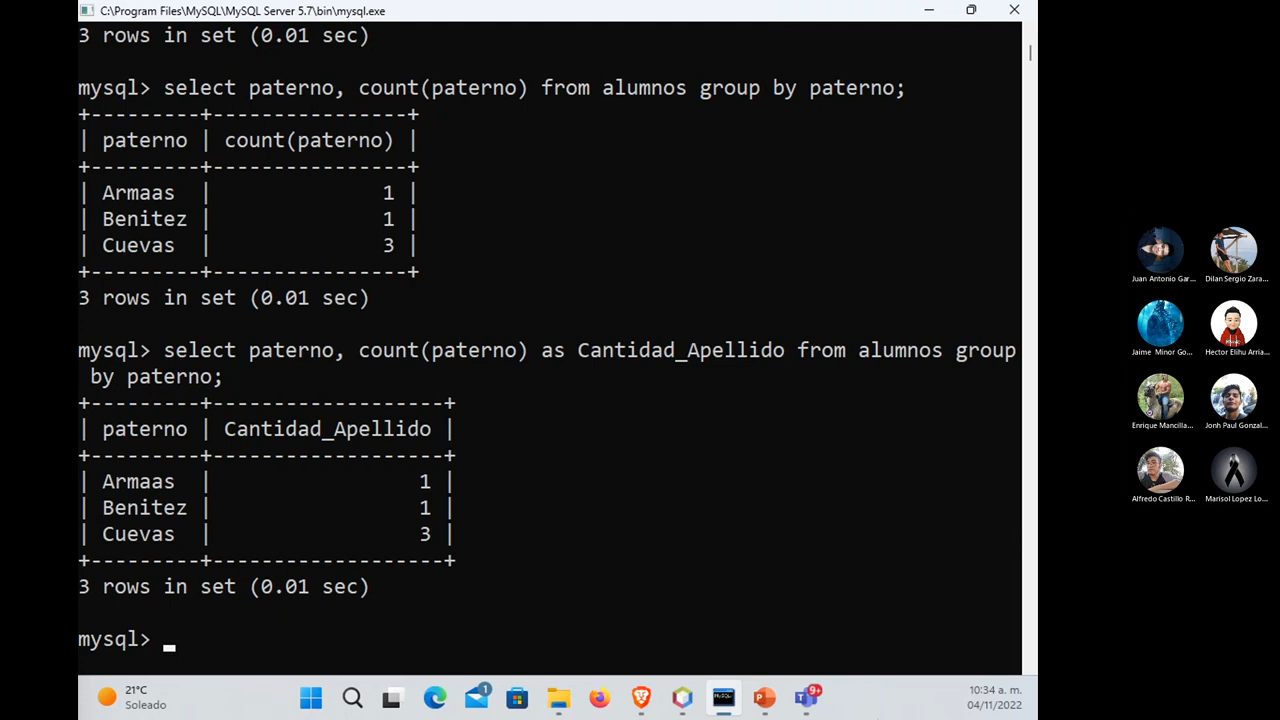 C:\Program Files\MySQL\MySQL Server 5.7\bin\mysql.exe
3 rows in set (0.01 sec)
mysql> select paterno, count(paterno) from alumnos group by paterno;
+---------+----------------+
| paterno | count(paterno) |
+---------+----------------+
| Armaas  |              1 |
| Benitez |              1 |
| Cuevas  |              3 |
+---------+----------------+
3 rows in set (0.01 sec)
mysql> select paterno, count(paterno) as Cantidad_Apellido from alumnos group
 by paterno;
+---------+-------------------+
| paterno | Cantidad_Apellido |
+---------+-------------------+
| Armaas  |                 1 |
| Benitez |                 1 |
| Cuevas  |                 3 |
+---------+-------------------+
3 rows in set (0.01 sec)
mysql> _
Juan Antonio Gar... Dilan Sergio Zara...
Jaime Minor Go... Hector Elihu Arria...
Enrique Mancilla... Jonh Paul Gonzal...
Alfredo Castillo R... Marisol Lopez Lo...
21°C
Soleado
1
MySQL
9+
10:34 a. m.
04/11/2022